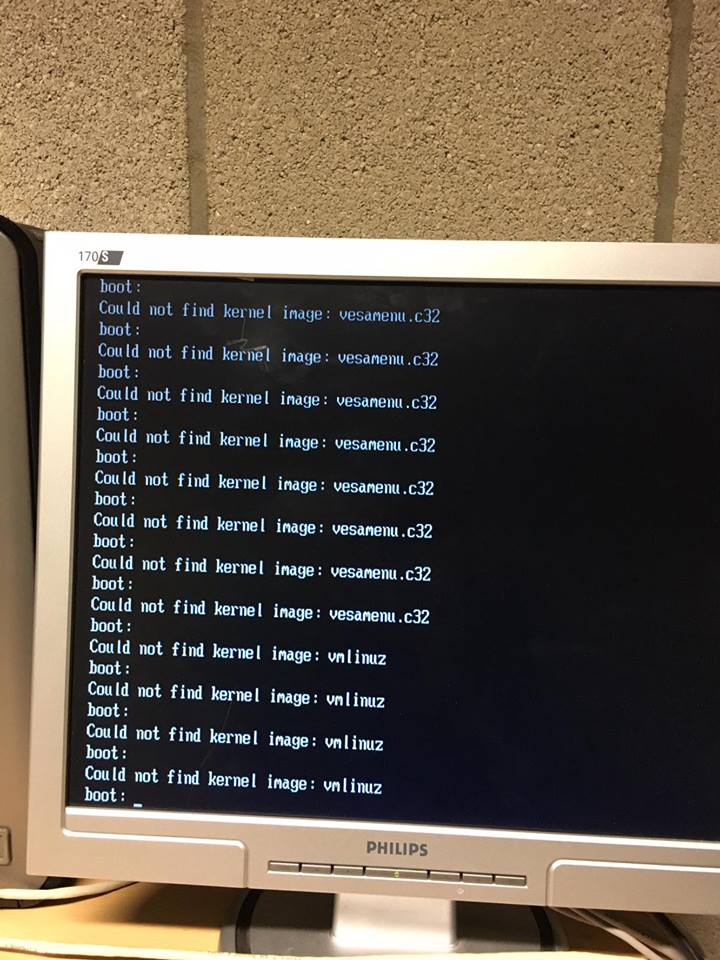 170S
boot:
Could not find kernel image: vesamenu.c32
boot:
Could not find kernel image: vesamenu.c32
boot:
Could not find kernel image: vesamenu.c32
boot:
Could not find kernel image: vesamenu.c32
boot:
Could not find kernel image: vesamenu.c32
boot:
Could not find kernel image: vesamenu.c32
boot:
Could not find kernel image: vesamenu.c32
boot:
Could not find kernel image: vesamenu.c32
boot:
Could not find kernel image: vmlinuz
boot:
Could not find kernel image: vmlinuz
boot:
Could not find kernel image: vmlinuz
boot:
Could not find kernel image: vmlinuz
boot: _
PHILIPS